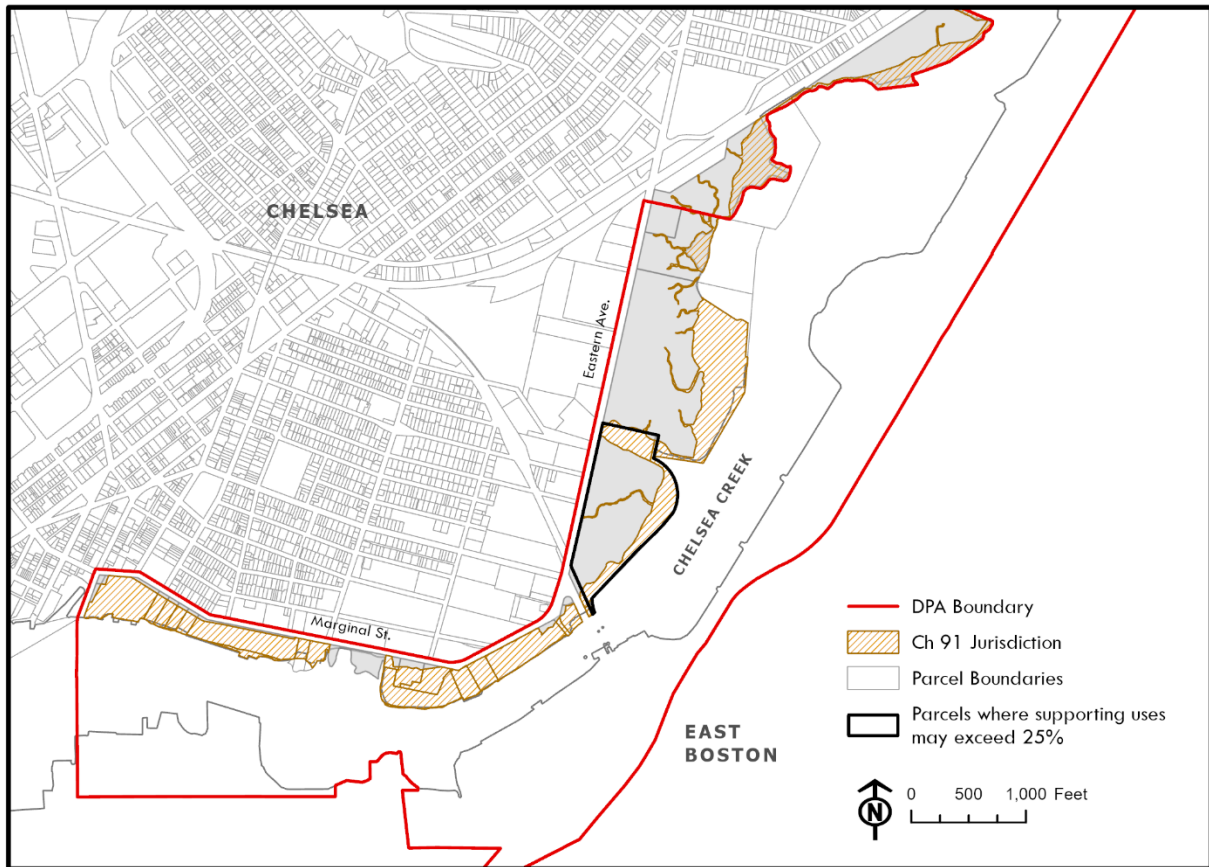 CHELSEA
Eastern Ave.
CHELSEA CREEK
Marginal St.
EAST
BOSTON
DPA Boundary
Ch 91 Jurisdiction
Parcel Boundaries
Parcels where supporting uses
may exceed 25%
N
0 500 1,000 Feet